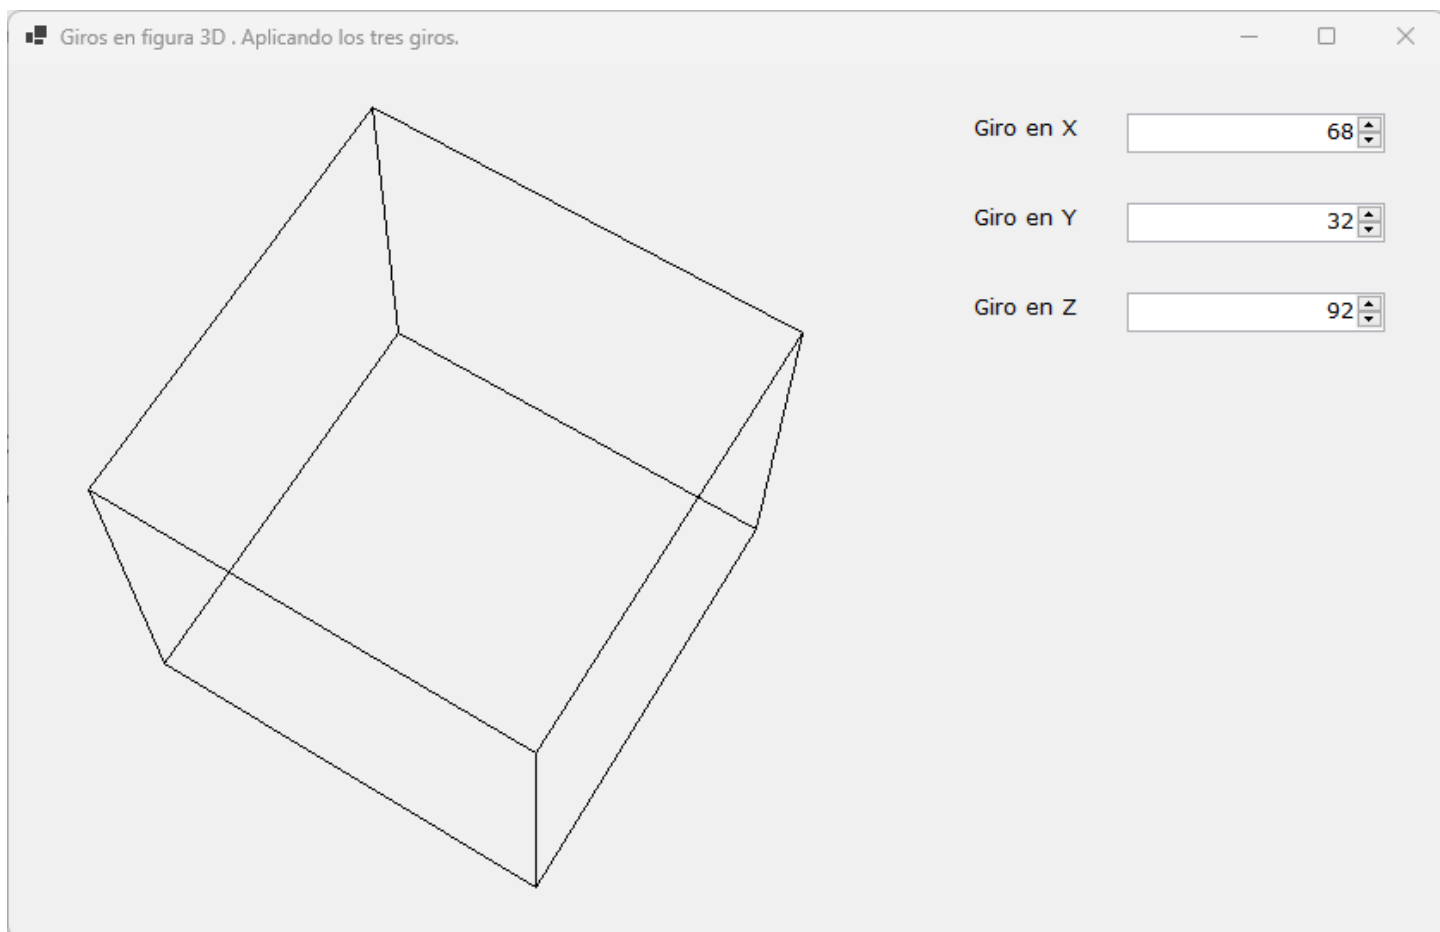 Giros en figura 3D . Aplicando los tres giros.
Giro en X 68
Giro en Y 32
Giro en Z 92